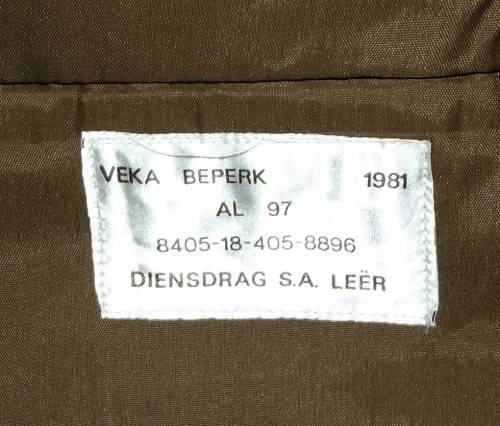 VEKA BEPERK 1981
AL 97
8405-18-405-8896
DIENSDRAG S.A. LEËR